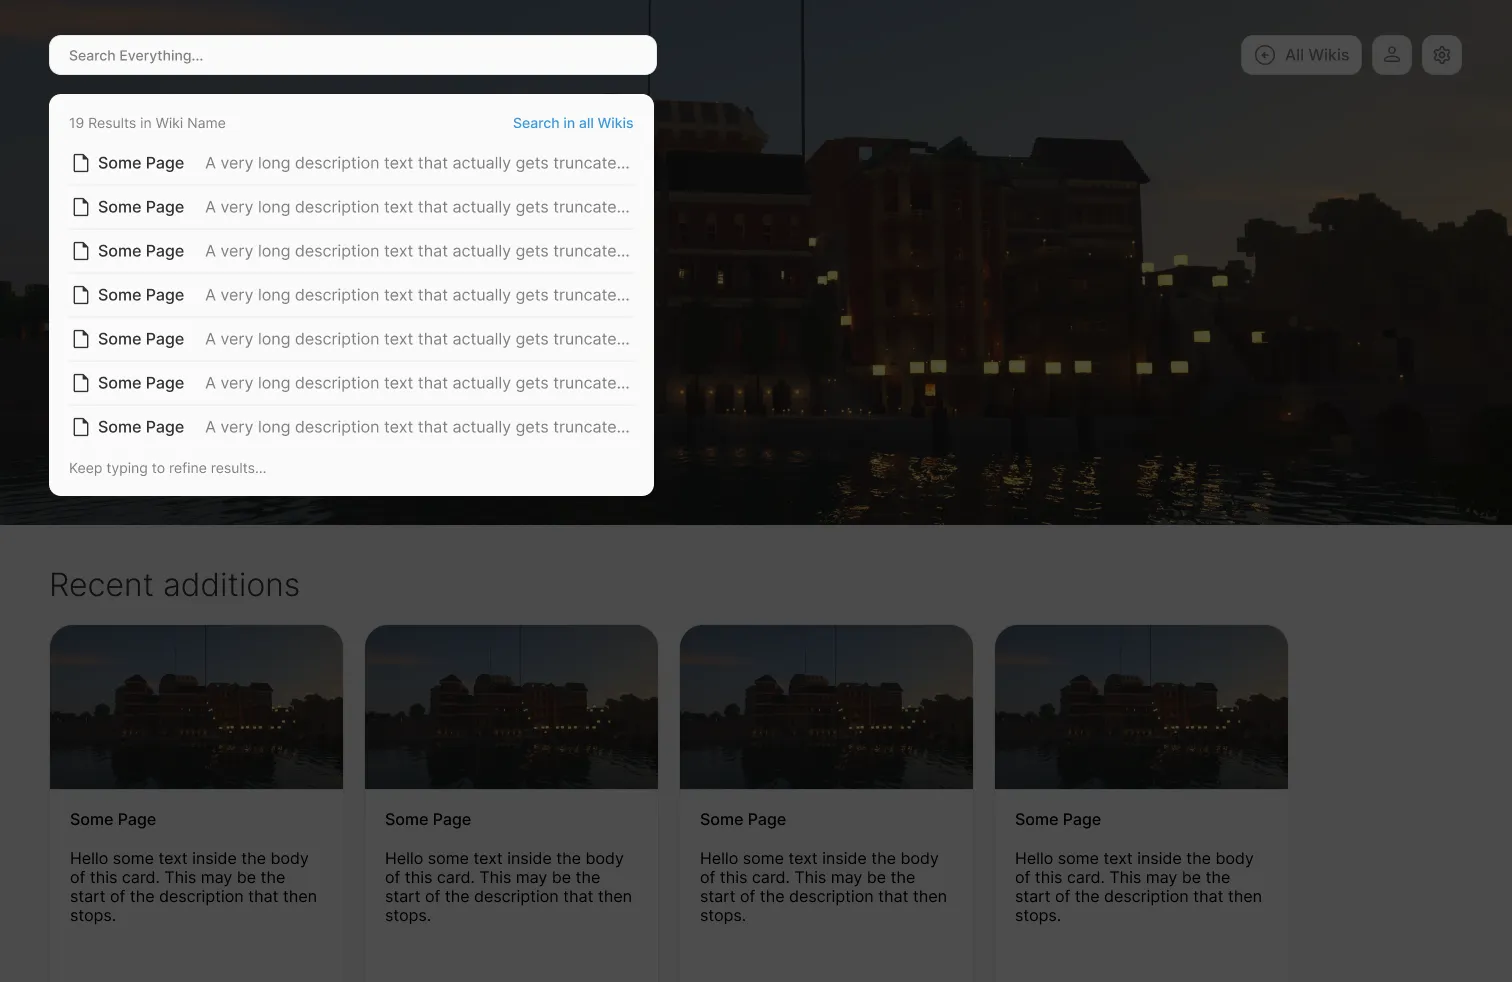 Search Everything...
All Wikis
19 Results in Wiki Name
Search in all Wikis
Some Page A very long description text that actually gets truncate...
Some Page A very long description text that actually gets truncate...
Some Page A very long description text that actually gets truncate...
Some Page A very long description text that actually gets truncate...
Some Page A very long description text that actually gets truncate...
Some Page A very long description text that actually gets truncate...
Some Page A very long description text that actually gets truncate...
Keep typing to refine results...
Recent additions
Some Page
Hello some text inside the body
of this card. This may be the
start of the description that then
stops.
Some Page
Hello some text inside the body
of this card. This may be the
start of the description that then
stops.
Some Page
Hello some text inside the body
of this card. This may be the
start of the description that then
stops.
Some Page
Hello some text inside the body
of this card. This may be the
start of the description that then
stops.